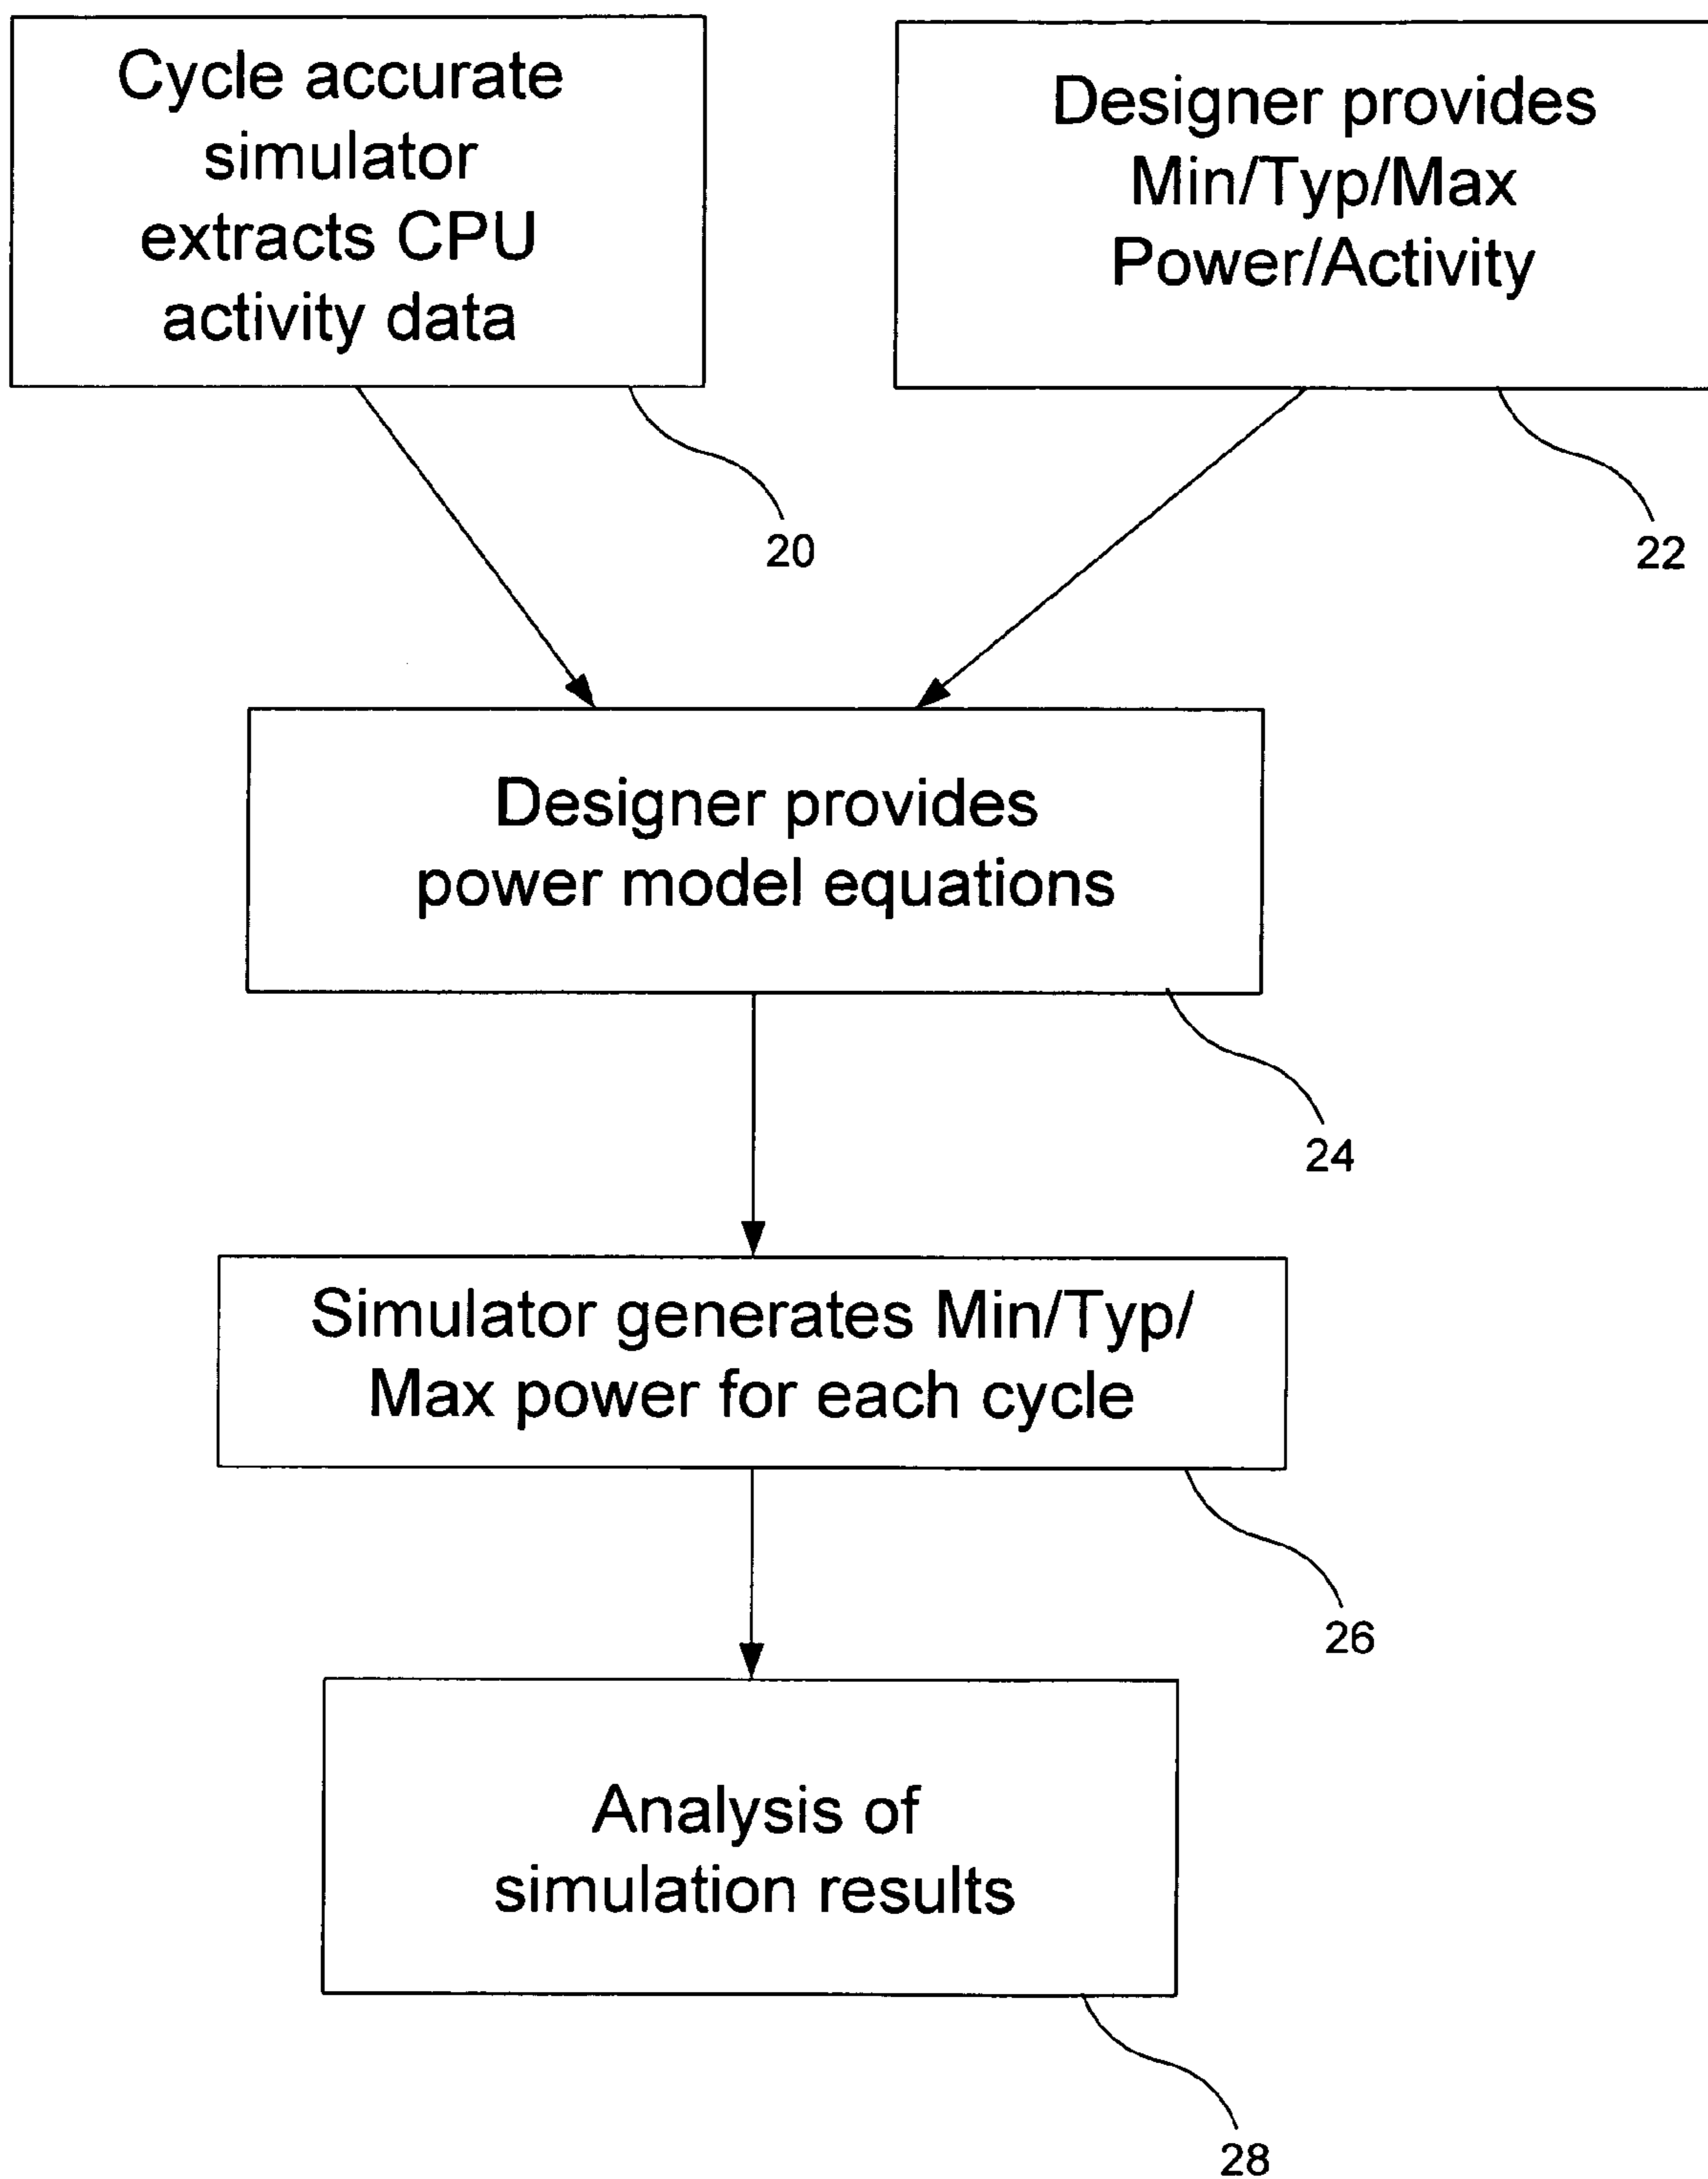 Cycle accurate
simulator
extracts CPU
activity data
Designer provides
Min/Typ/Max
Power/Activity
20
22
Designer provides
power model equations
24
Simulator generates Min/Typ/
Max power for each cycle
26
Analysis of
simulation results
28